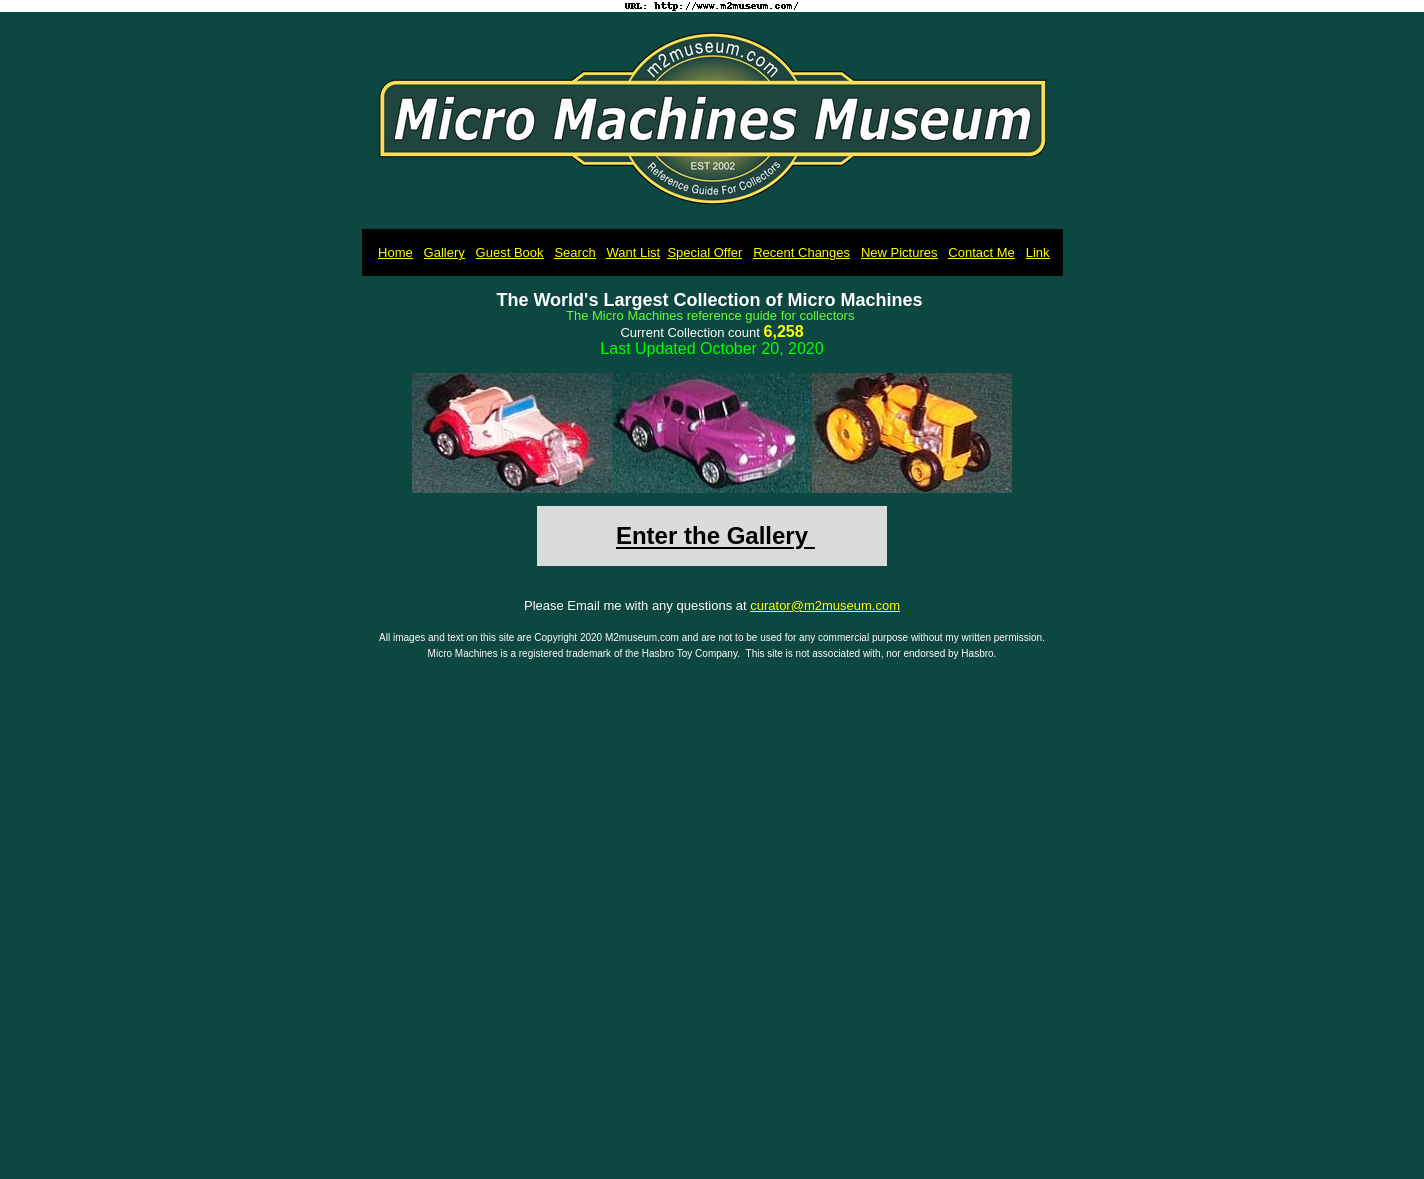 URL: http://www.m2museum.com/
m2museum.com
Micro Machines Museum
EST 2002
Reference Guide For Collectors
Home Gallery Guest Book Search Want List Special Offer Recent Changes New Pictures Contact Me Link
The World's Largest Collection of Micro Machines
The Micro Machines reference guide for collectors
Current Collection count 6,258
Last Updated October 20, 2020
Enter the Gallery
Please Email me with any questions at curator@m2museum.com
All images and text on this site are Copyright 2020 M2museum.com and are not to be used for any commercial purpose without my written permission.
Micro Machines is a registered trademark of the Hasbro Toy Company. This site is not associated with, nor endorsed by Hasbro.